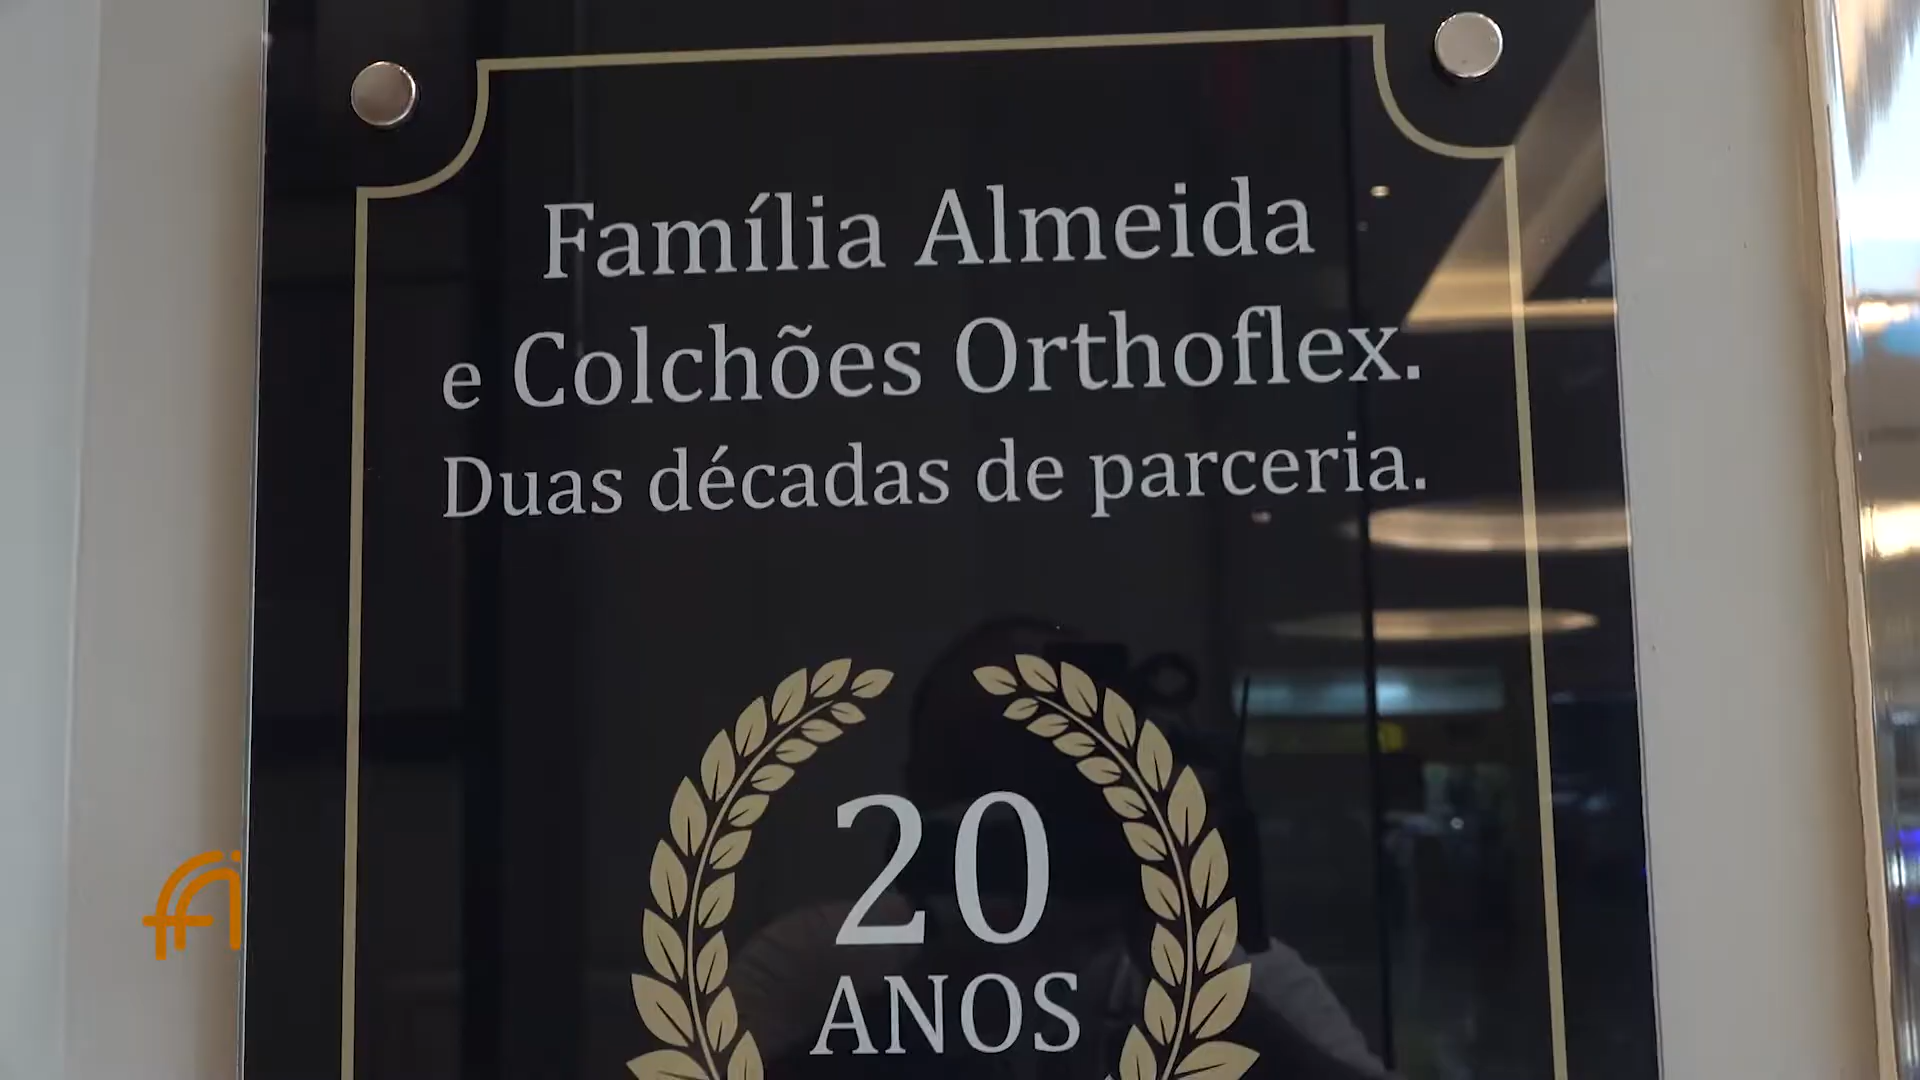 Família Almeida
e Colchões Orthoflex.
Duas décadas de parceria.
20
ANOS